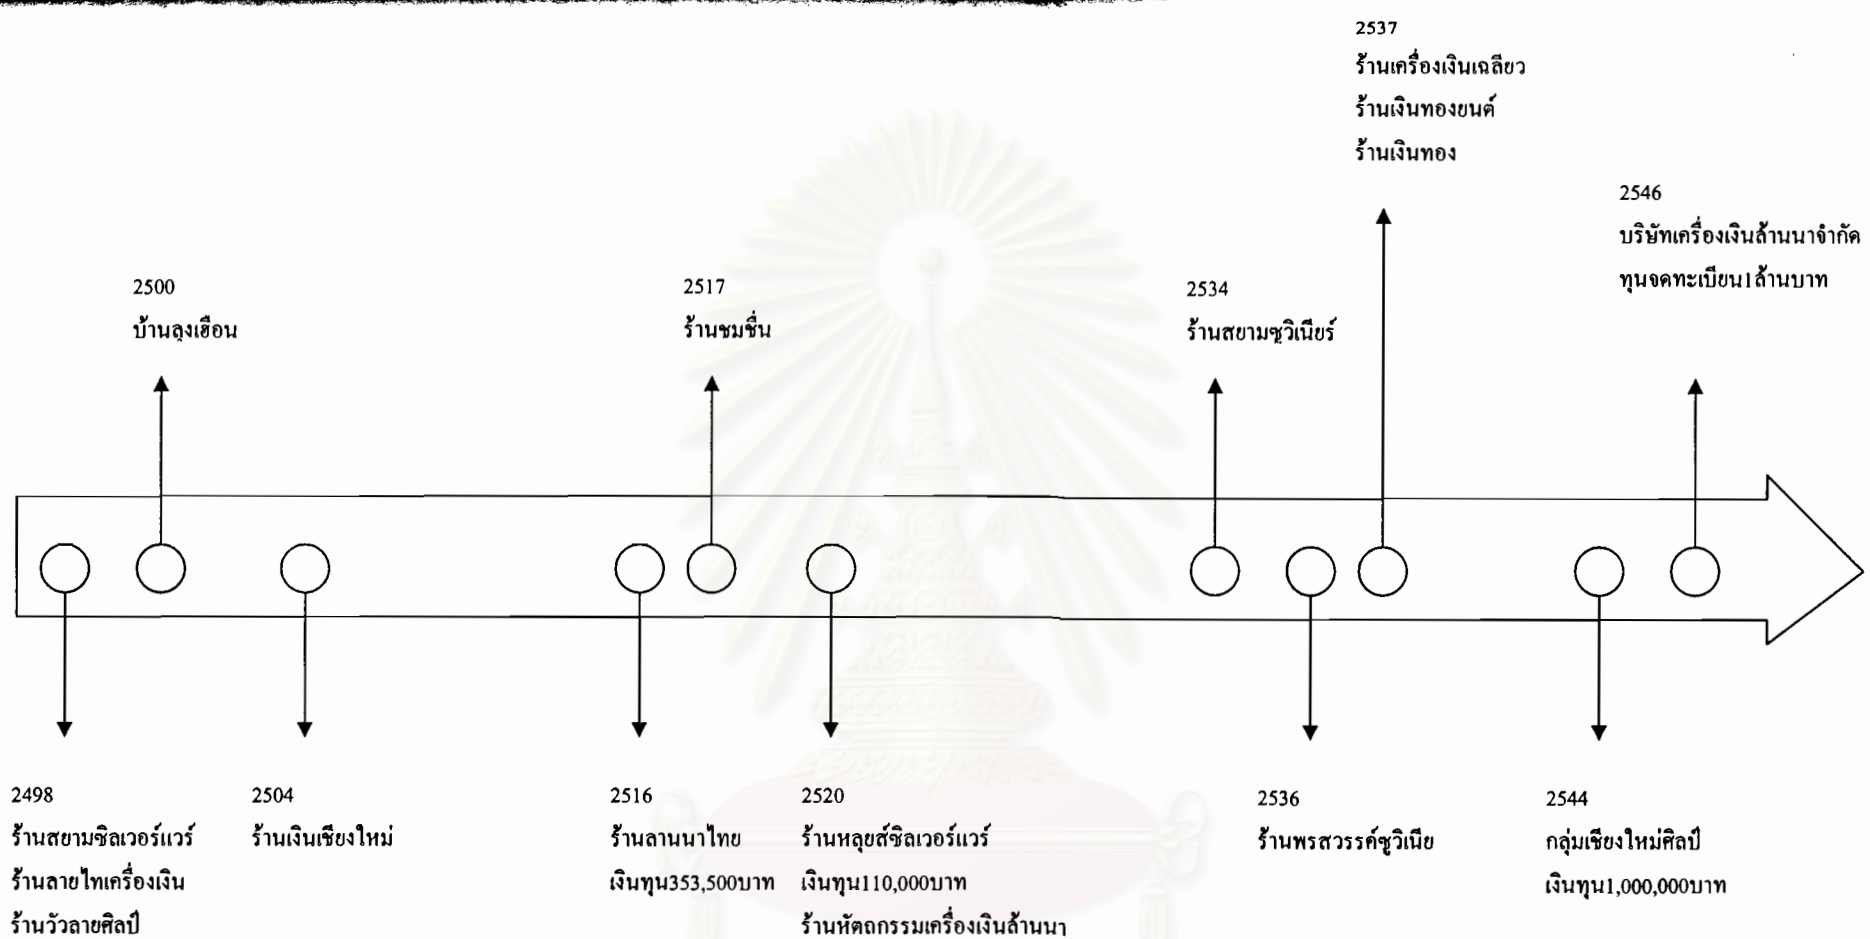 2537
ร้านเครื่องเงินเฉลียว
ร้านเงินทองยนต์
ร้านเงินทอง
2546
บริษัทเครื่องเงินล้านนาจำกัด
ทุนจดทะเบียน1ล้านบาท
2500
บ้านลุงเฮือน
2517
ร้านชมชื่น
2534
ร้านสยามซูวิเนียร์
2498
ร้านสยามซิลเวอร์แวร์
ร้านลายไทเครื่องเงิน
ร้านวัวลายศิลป์
2504
ร้านเงินเชียงใหม่
2516
ร้านลานนาไทย
เงินทุน353,500บาท
2520
ร้านหลุยส์ซิลเวอร์แวร์
เงินทุน110,000บาท
ร้านหัตถกรรมเครื่องเงินล้านนา
2536
ร้านพรสวรรค์ซูวิเนีย
2544
กลุ่มเชียงใหม่ศิลป์
เงินทุน1,000,000บาท